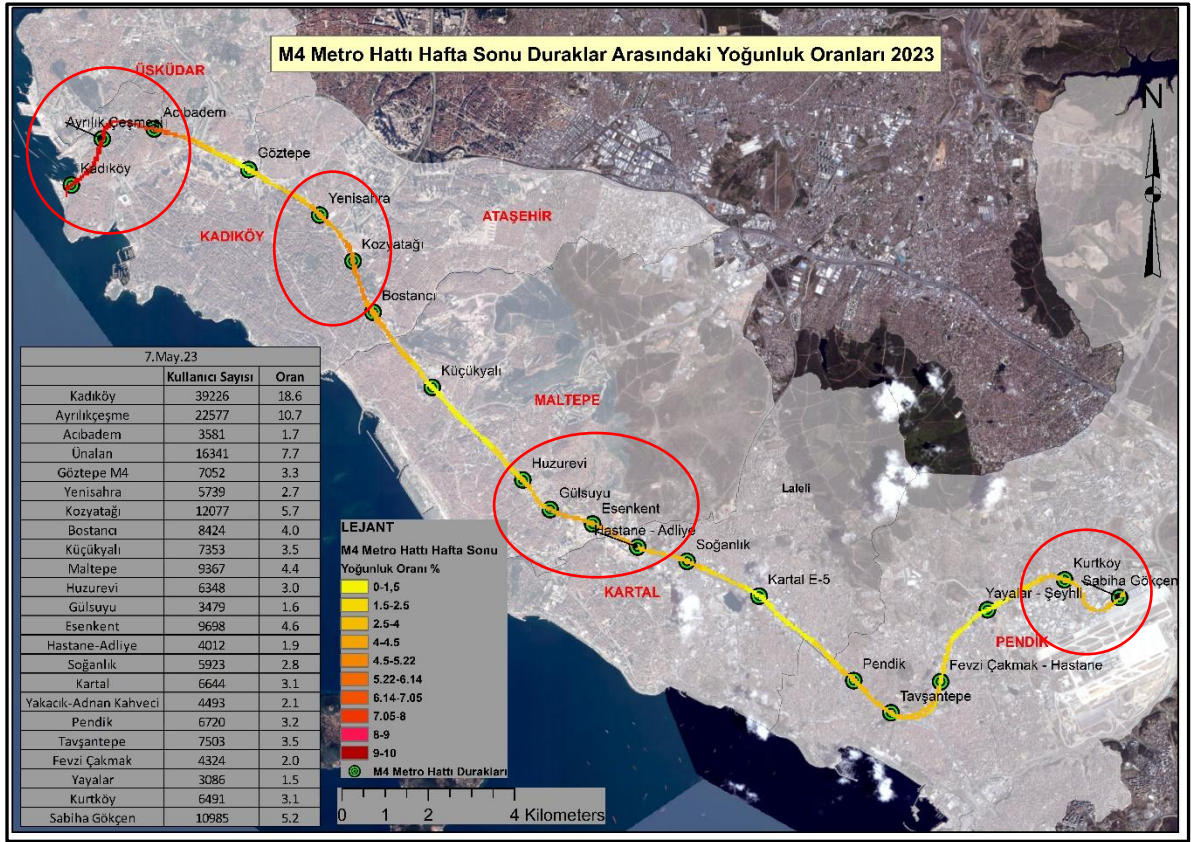 M4 Metro Hattı Hafta Sonu Duraklar Arasındaki Yoğunluk Oranları 2023
N
ÜSKÜDAR
Ayrılık Çeşmesi
Acıbadem
Kadıköy
Göztepe
Yenisahra
KADIKÖY
ATAŞEHİR
Kozyatağı
Bostancı
Küçükyalı
MALTEPE
Huzurevi
Gülsuyu
Esenkent
Hastane - Adliye
Soğanlık
KARTAL
Laleli
Kartal E-5
Yayalar - Şeyhli
Kurtköy
Sabiha Gökçen
PENDİK
Pendik
Fevzi Çakmak - Hastane
Tavşantepe
7.May.23
Kullanıcı Sayısı Oran
Kadıköy 39226 18.6
Ayrılıkçeşme 22577 10.7
Acıbadem 3581 1.7
Ünalan 16341 7.7
Göztepe M4 7052 3.3
Yenisahra 5739 2.7
Kozyatağı 12077 5.7
Bostancı 8424 4.0
Küçükyalı 7353 3.5
Maltepe 9367 4.4
Huzurevi 6348 3.0
Gülsuyu 3479 1.6
Esenkent 9698 4.6
Hastane-Adliye 4012 1.9
Soğanlık 5923 2.8
Kartal 6644 3.1
Yakacık-Adnan Kahveci 4493 2.1
Pendik 6720 3.2
Tavşantepe 7503 3.5
Fevzi Çakmak 4324 2.0
Yayalar 3086 1.5
Kurtköy 6491 3.1
Sabiha Gökçen 10985 5.2
LEJANT
M4 Metro Hattı Hafta Sonu
Yoğunluk Oranı %
0-1,5
1.5-2.5
2.5-4
4-4.5
4.5-5.22
5.22-6.14
6.14-7.05
7.05-8
8-9
9-10
M4 Metro Hattı Durakları
0 1 2 4 Kilometers